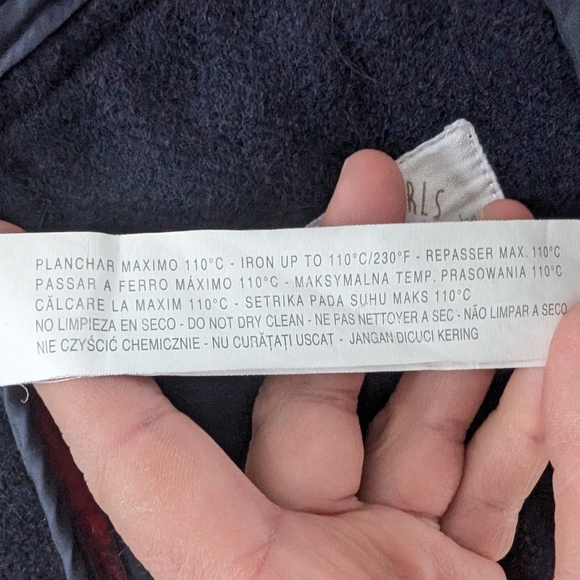 RLS
PLANCHAR MAXIMO 110°C - IRON UP TO 110°C/230°F - REPASSER MAX. 110°C
PASSAR A FERRO MÁXIMO 110°C - MAKSYMALNA TEMP. PRASOWANIA 110°C
CĂLCARE LA MAXIM 110°C - SETRIKA PADA SUHU MAKS 110°C
NO LIMPIEZA EN SECO - DO NOT DRY CLEAN - NE PAS NETTOYER A SEC - NÃO LIMPAR A SECO
NIE CZYŚCIĆ CHEMICZNIE - NU CURĂŢAŢI USCAT - JANGAN DICUCI KERING